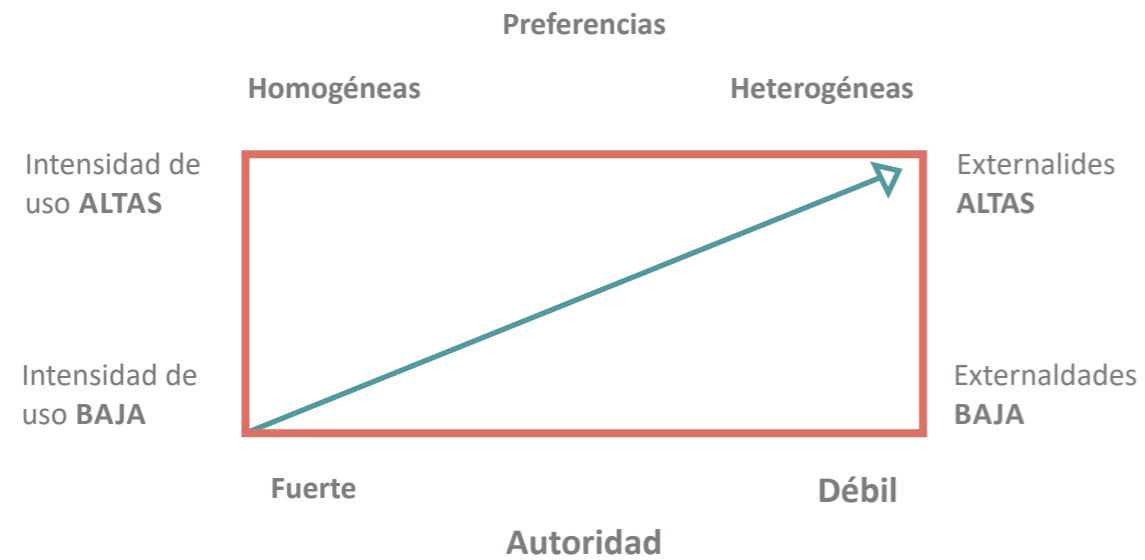 Preferencias
Homogéneas
Heterogéneas
Intensidad de
uso ALTAS
Externalides
ALTAS
Intensidad de
uso BAJA
Externaldades
BAJA
Fuerte
Débil
Autoridad